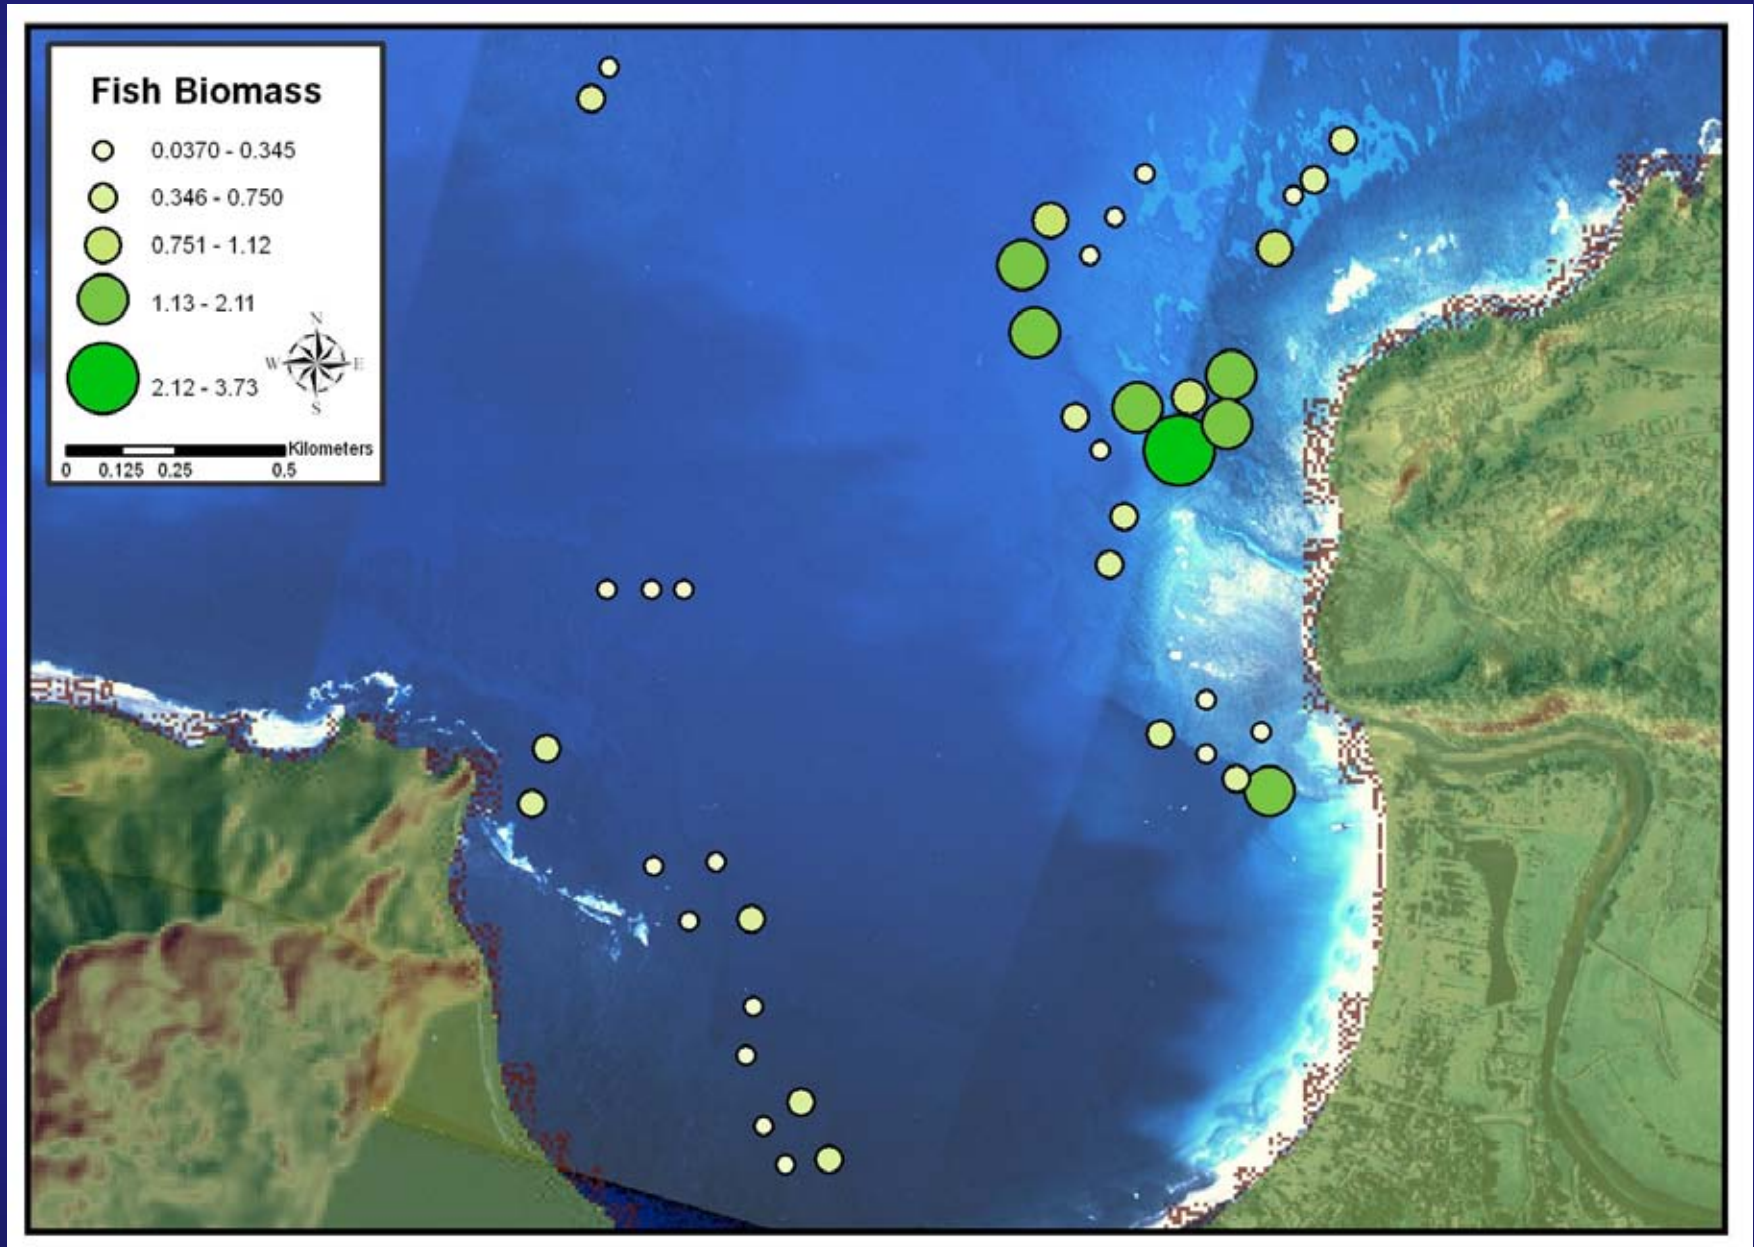 Fish Biomass
0.0370 - 0.345
0.346 - 0.750
0.751 - 1.12
1.13 - 2.11
2.12 - 3.73
N
W E
S
Kilometers
0 0.125 0.25 0.5